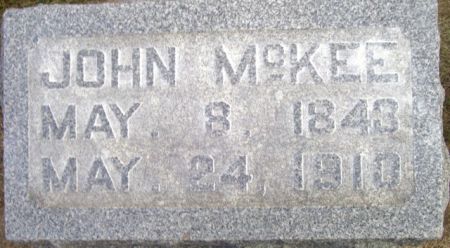 JOHN McKEE
MAY. 8. 1843
MAY. 24, 1910